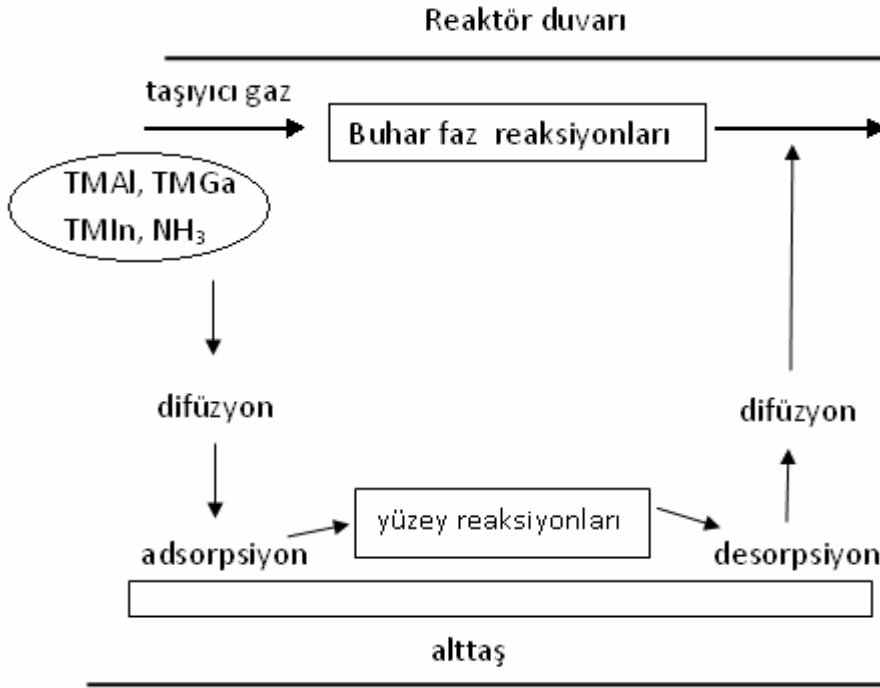 Reaktör duvarı
taşıyıcı gaz
Buhar faz reaksiyonları
TMAl, TMGa
TMIn, NH₃
difüzyon
difüzyon
yüzey reaksiyonları
adsorpsiyon
desorpsiyon
alttaş